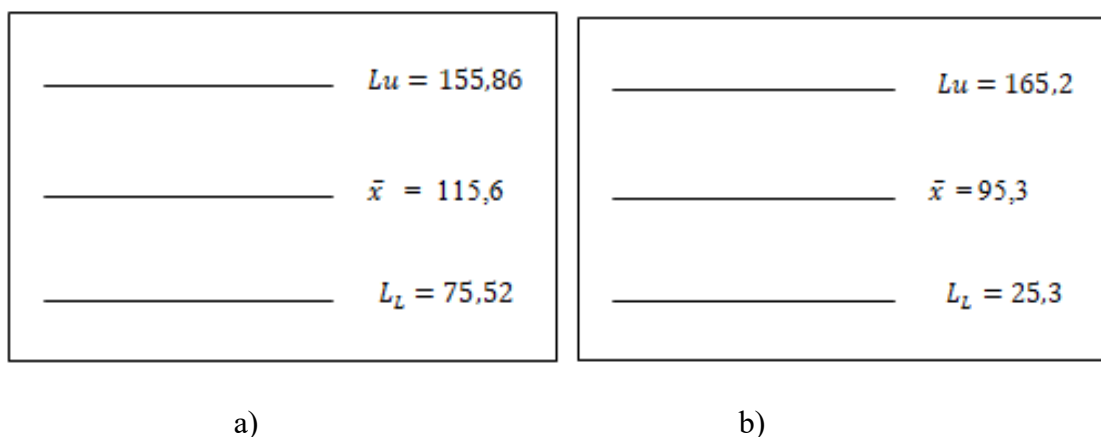 Lu = 155,86
x̄ = 115,6
L_L = 75,52
a)
Lu = 165,2
x̄ = 95,3
L_L = 25,3
b)